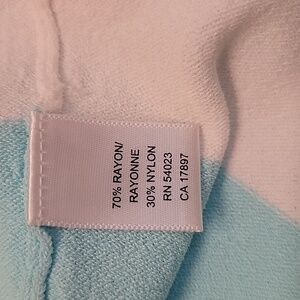 70% RAYON/
RAYONNE
30% NYLON
RN 54023
CA 17897